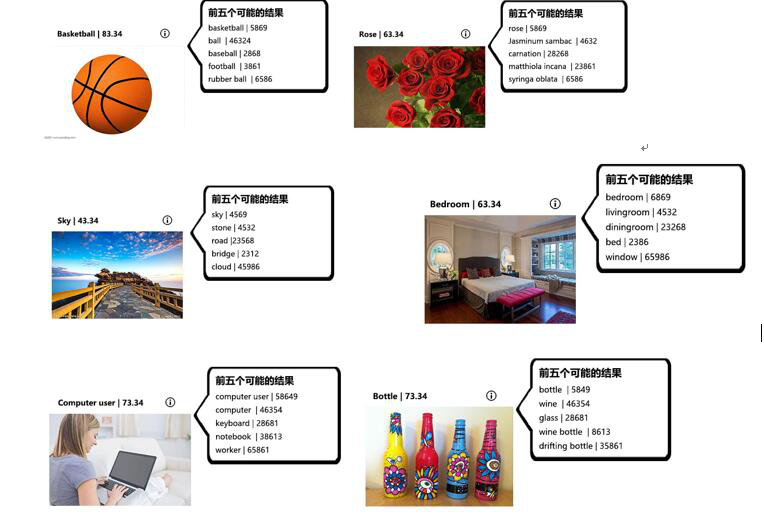 Basketball | 83.34
前五个可能的结果
basketball | 5869
ball | 46324
baseball | 2868
football | 3861
rubber ball | 6586
Rose | 63.34
前五个可能的结果
rose | 5869
Jasminum sambac | 4632
carnation | 28268
matthiola incana | 23861
syringa oblata | 6586
Sky | 43.34
前五个可能的结果
sky | 4569
stone | 4532
road |23568
bridge | 2312
cloud | 45986
Bedroom | 63.34
前五个可能的结果
bedroom | 6869
livingroom | 4532
diningroom | 23268
bed | 2386
window | 65986
Computer user | 73.34
前五个可能的结果
computer user | 58649
computer | 46354
keyboard | 28681
notebook | 38613
worker | 65861
Bottle | 73.34
前五个可能的结果
bottle | 5849
wine | 46354
glass | 28681
wine bottle | 8613
drifting bottle | 35861